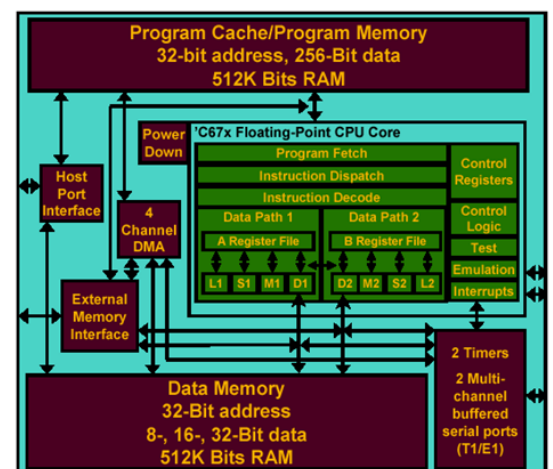 Program Cache/Program Memory
32-bit address, 256-Bit data
512K Bits RAM
Power
Down
'C67x Floating-Point CPU Core
Program Fetch
Instruction Dispatch
Instruction Decode
Control
Registers
Control
Logic
Test
Emulation
Interrupts
Data Path 1
Data Path 2
A Register File
B Register File
L1 S1 M1 D1
D2 M2 S2 L2
Host
Port
Interface
4
Channel
DMA
External
Memory
Interface
2 Timers
2 Multi-
channel
buffered
serial ports
(T1/E1)
Data Memory
32-Bit address
8-, 16-, 32-Bit data
512K Bits RAM